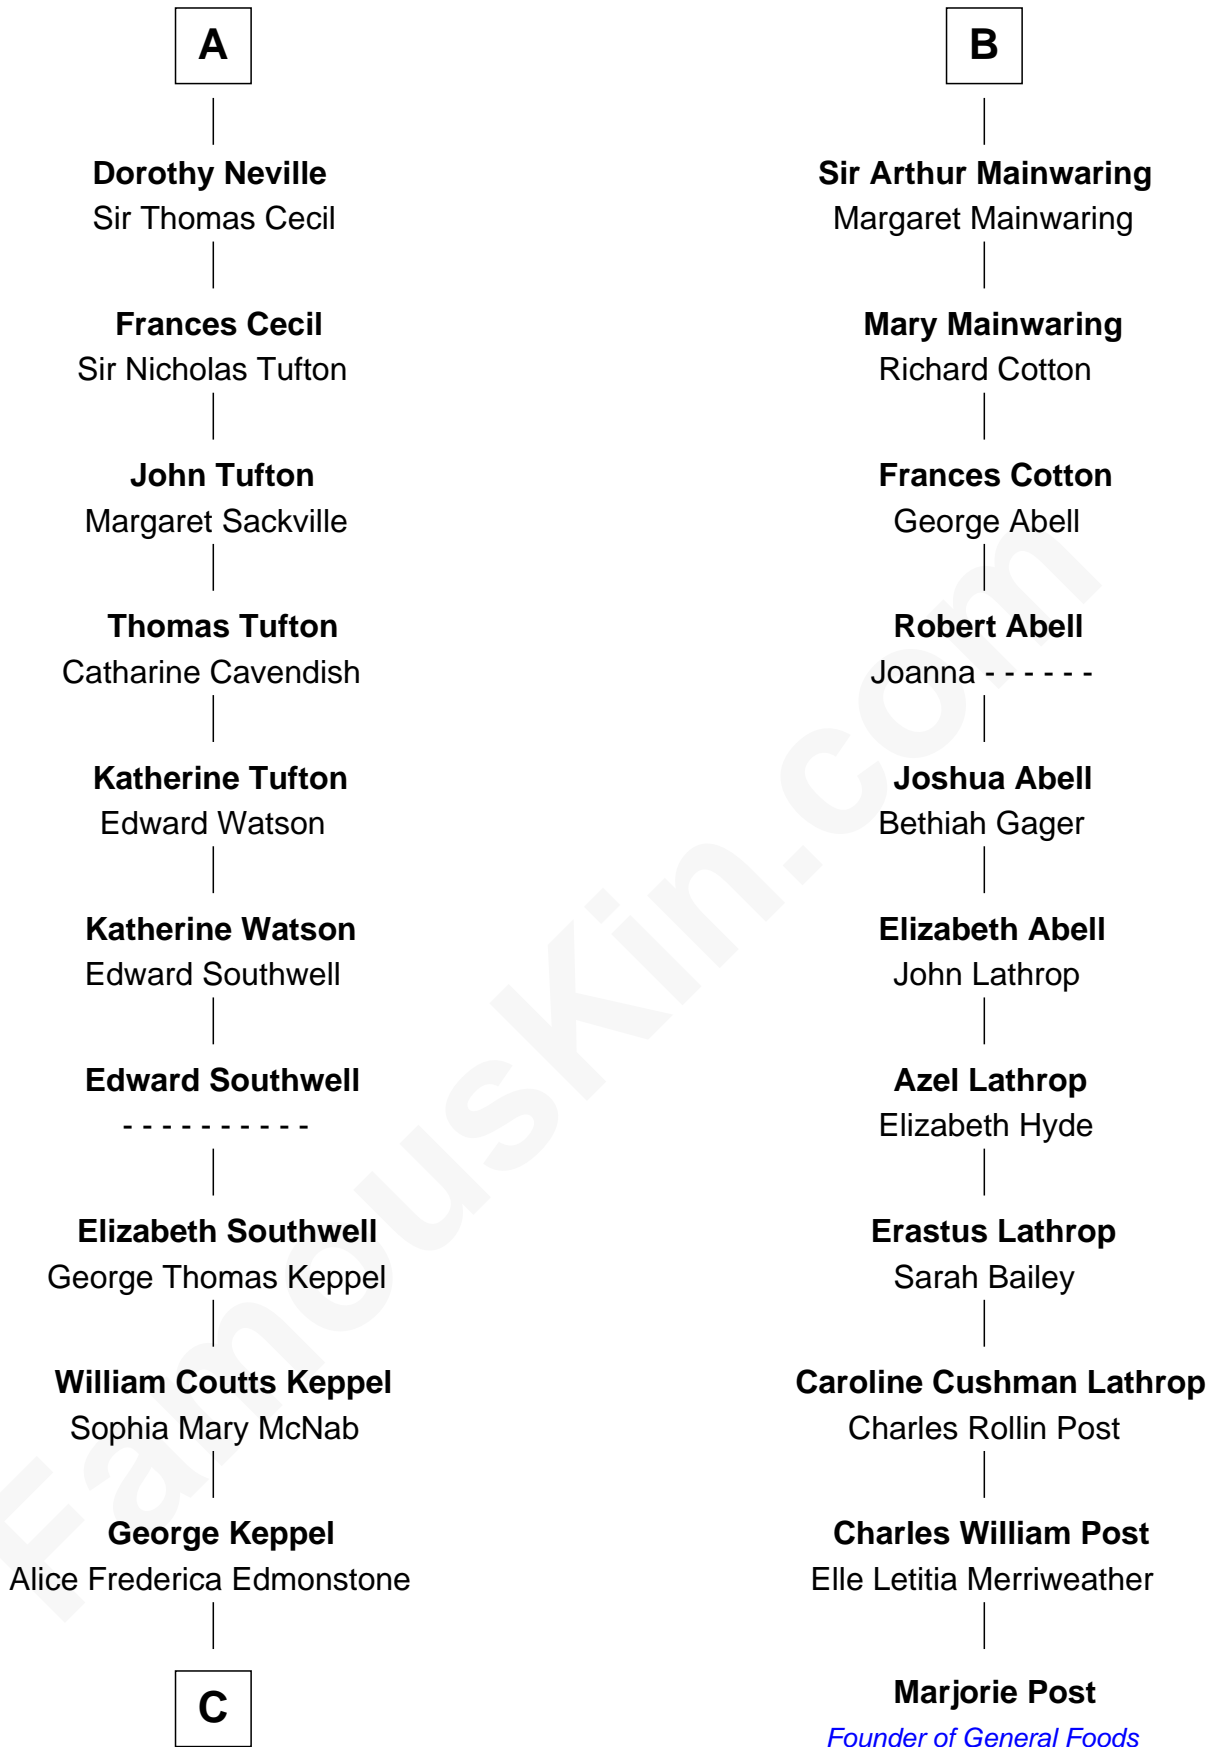 A
Dorothy Neville
Sir Thomas Cecil
Frances Cecil
Sir Nicholas Tufton
John Tufton
Margaret Sackville
Thomas Tufton
Catharine Cavendish
Katherine Tufton
Edward Watson
Katherine Watson
Edward Southwell
Edward Southwell
- - - - - - - - - -
Elizabeth Southwell
George Thomas Keppel
William Coutts Keppel
Sophia Mary McNab
George Keppel
Alice Frederica Edmonstone
C
B
Sir Arthur Mainwaring
Margaret Mainwaring
Mary Mainwaring
Richard Cotton
Frances Cotton
George Abell
Robert Abell
Joanna - - - - - -
Joshua Abell
Bethiah Gager
Elizabeth Abell
John Lathrop
Azel Lathrop
Elizabeth Hyde
Erastus Lathrop
Sarah Bailey
Caroline Cushman Lathrop
Charles Rollin Post
Charles William Post
Elle Letitia Merriweather
Marjorie Post
Founder of General Foods
FamousKin.com